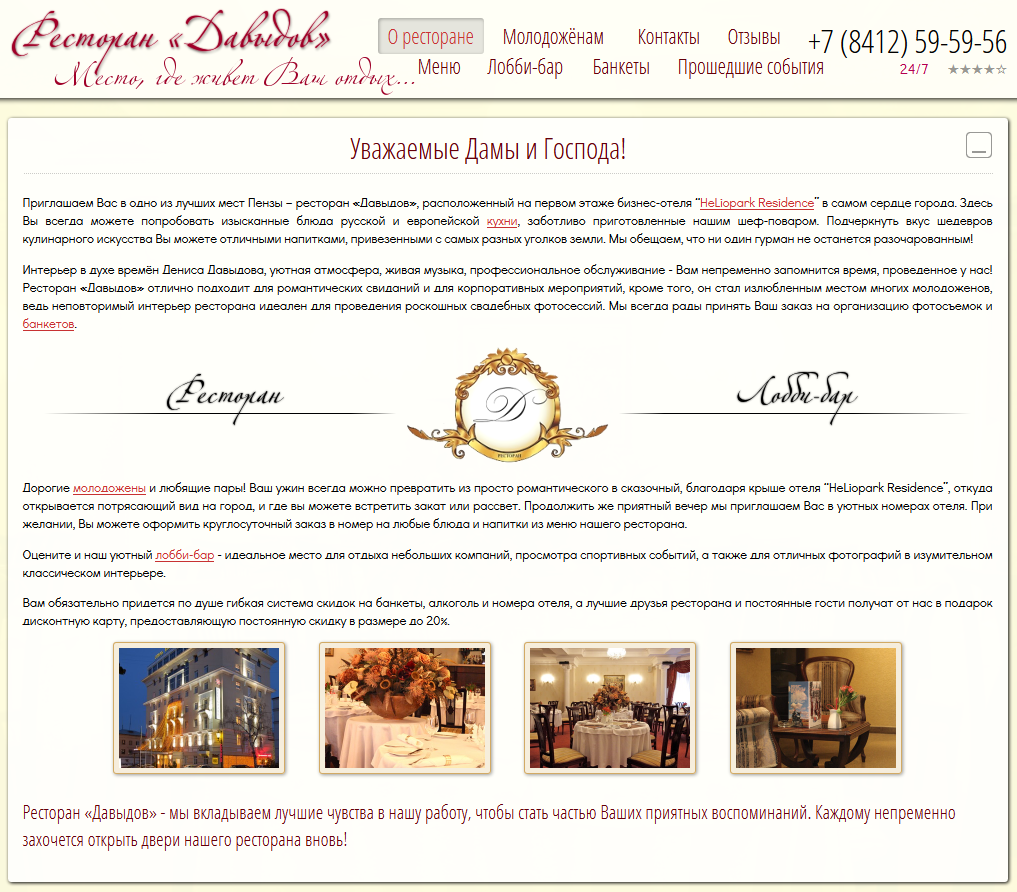 Ресторан «Давыдов»
Место, где живет Ваш отдых...
О ресторане Молодожёнам Контакты Отзывы
Меню Лобби-бар Банкеты Прошедшие события
+7 (8412) 59-59-56
24/7 ★★★★☆
Уважаемые Дамы и Господа!
Приглашаем Вас в одно из лучших мест Пензы – ресторан «Давыдов», расположенный на первом этаже бизнес-отеля "HeLiopark Residence" в самом сердце города. Здесь
Вы всегда можете попробовать изысканные блюда русской и европейской кухни, заботливо приготовленные нашим шеф-поваром. Подчеркнуть вкус шедевров
кулинарного искусства Вы можете отличными напитками, привезенными с самых разных уголков земли. Мы обещаем, что ни один гурман не останется разочарованным!
Интерьер в духе времён Дениса Давыдова, уютная атмосфера, живая музыка, профессиональное обслуживание - Вам непременно запомнится время, проведенное у нас!
Ресторан «Давыдов» отлично подходит для романтических свиданий и для корпоративных мероприятий, кроме того, он стал излюбленным местом многих молодоженов,
ведь неповторимый интерьер ресторана идеален для проведения роскошных свадебных фотосессий. Мы всегда рады принять Ваш заказ на организацию фотосъемок и
банкетов.
Ресторан
Д
РЕСТОРАН
Лобби-бар
Дорогие молодожены и любящие пары! Ваш ужин всегда можно превратить из просто романтического в сказочный, благодаря крыше отеля "HeLiopark Residence", откуда
открывается потрясающий вид на город, и где вы можете встретить закат или рассвет. Продолжить же приятный вечер мы приглашаем Вас в уютных номерах отеля. При
желании, Вы можете оформить круглосуточный заказ в номер на любые блюда и напитки из меню нашего ресторана.
Оцените и наш уютный лобби-бар - идеальное место для отдыха небольших компаний, просмотра спортивных событий, а также для отличных фотографий в изумительном
классическом интерьере.
Вам обязательно придется по душе гибкая система скидок на банкеты, алкоголь и номера отеля, а лучшие друзья ресторана и постоянные гости получат от нас в подарок
дисконтную карту, предоставляющую постоянную скидку в размере до 20%.
Ресторан «Давыдов» - мы вкладываем лучшие чувства в нашу работу, чтобы стать частью Ваших приятных воспоминаний. Каждому непременно
захочется открыть двери нашего ресторана вновь!